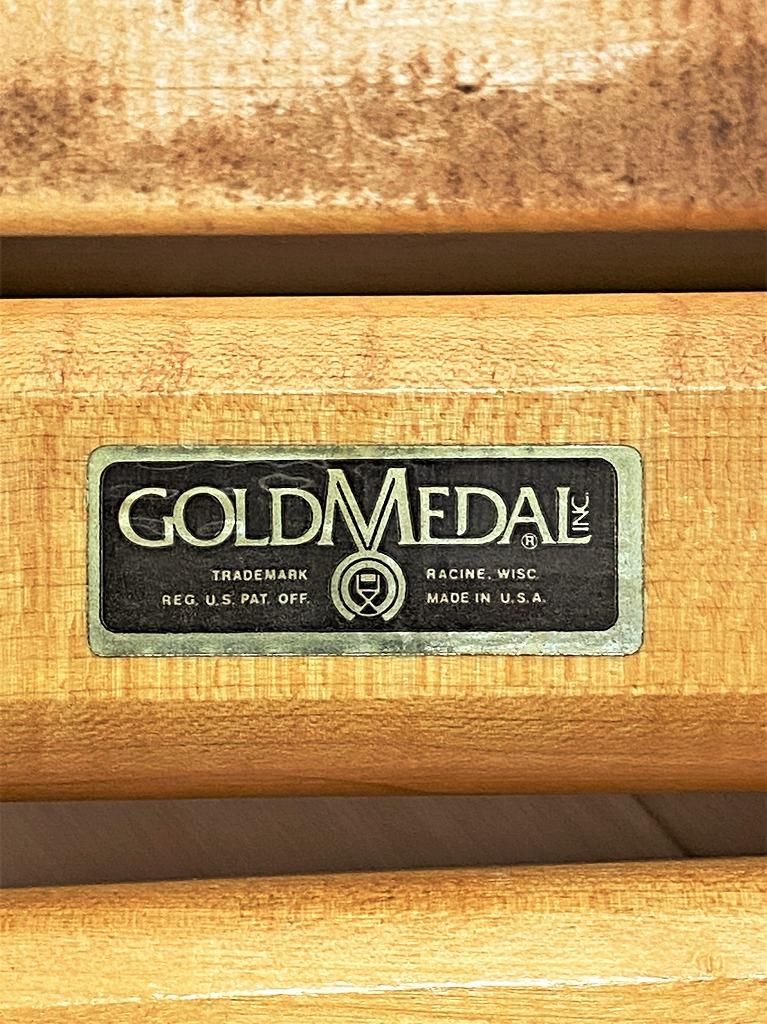 GOLDMEDAL INC. ®
TRADEMARK
REG. U.S. PAT. OFF.
RACINE, WISC.
MADE IN U.S.A.